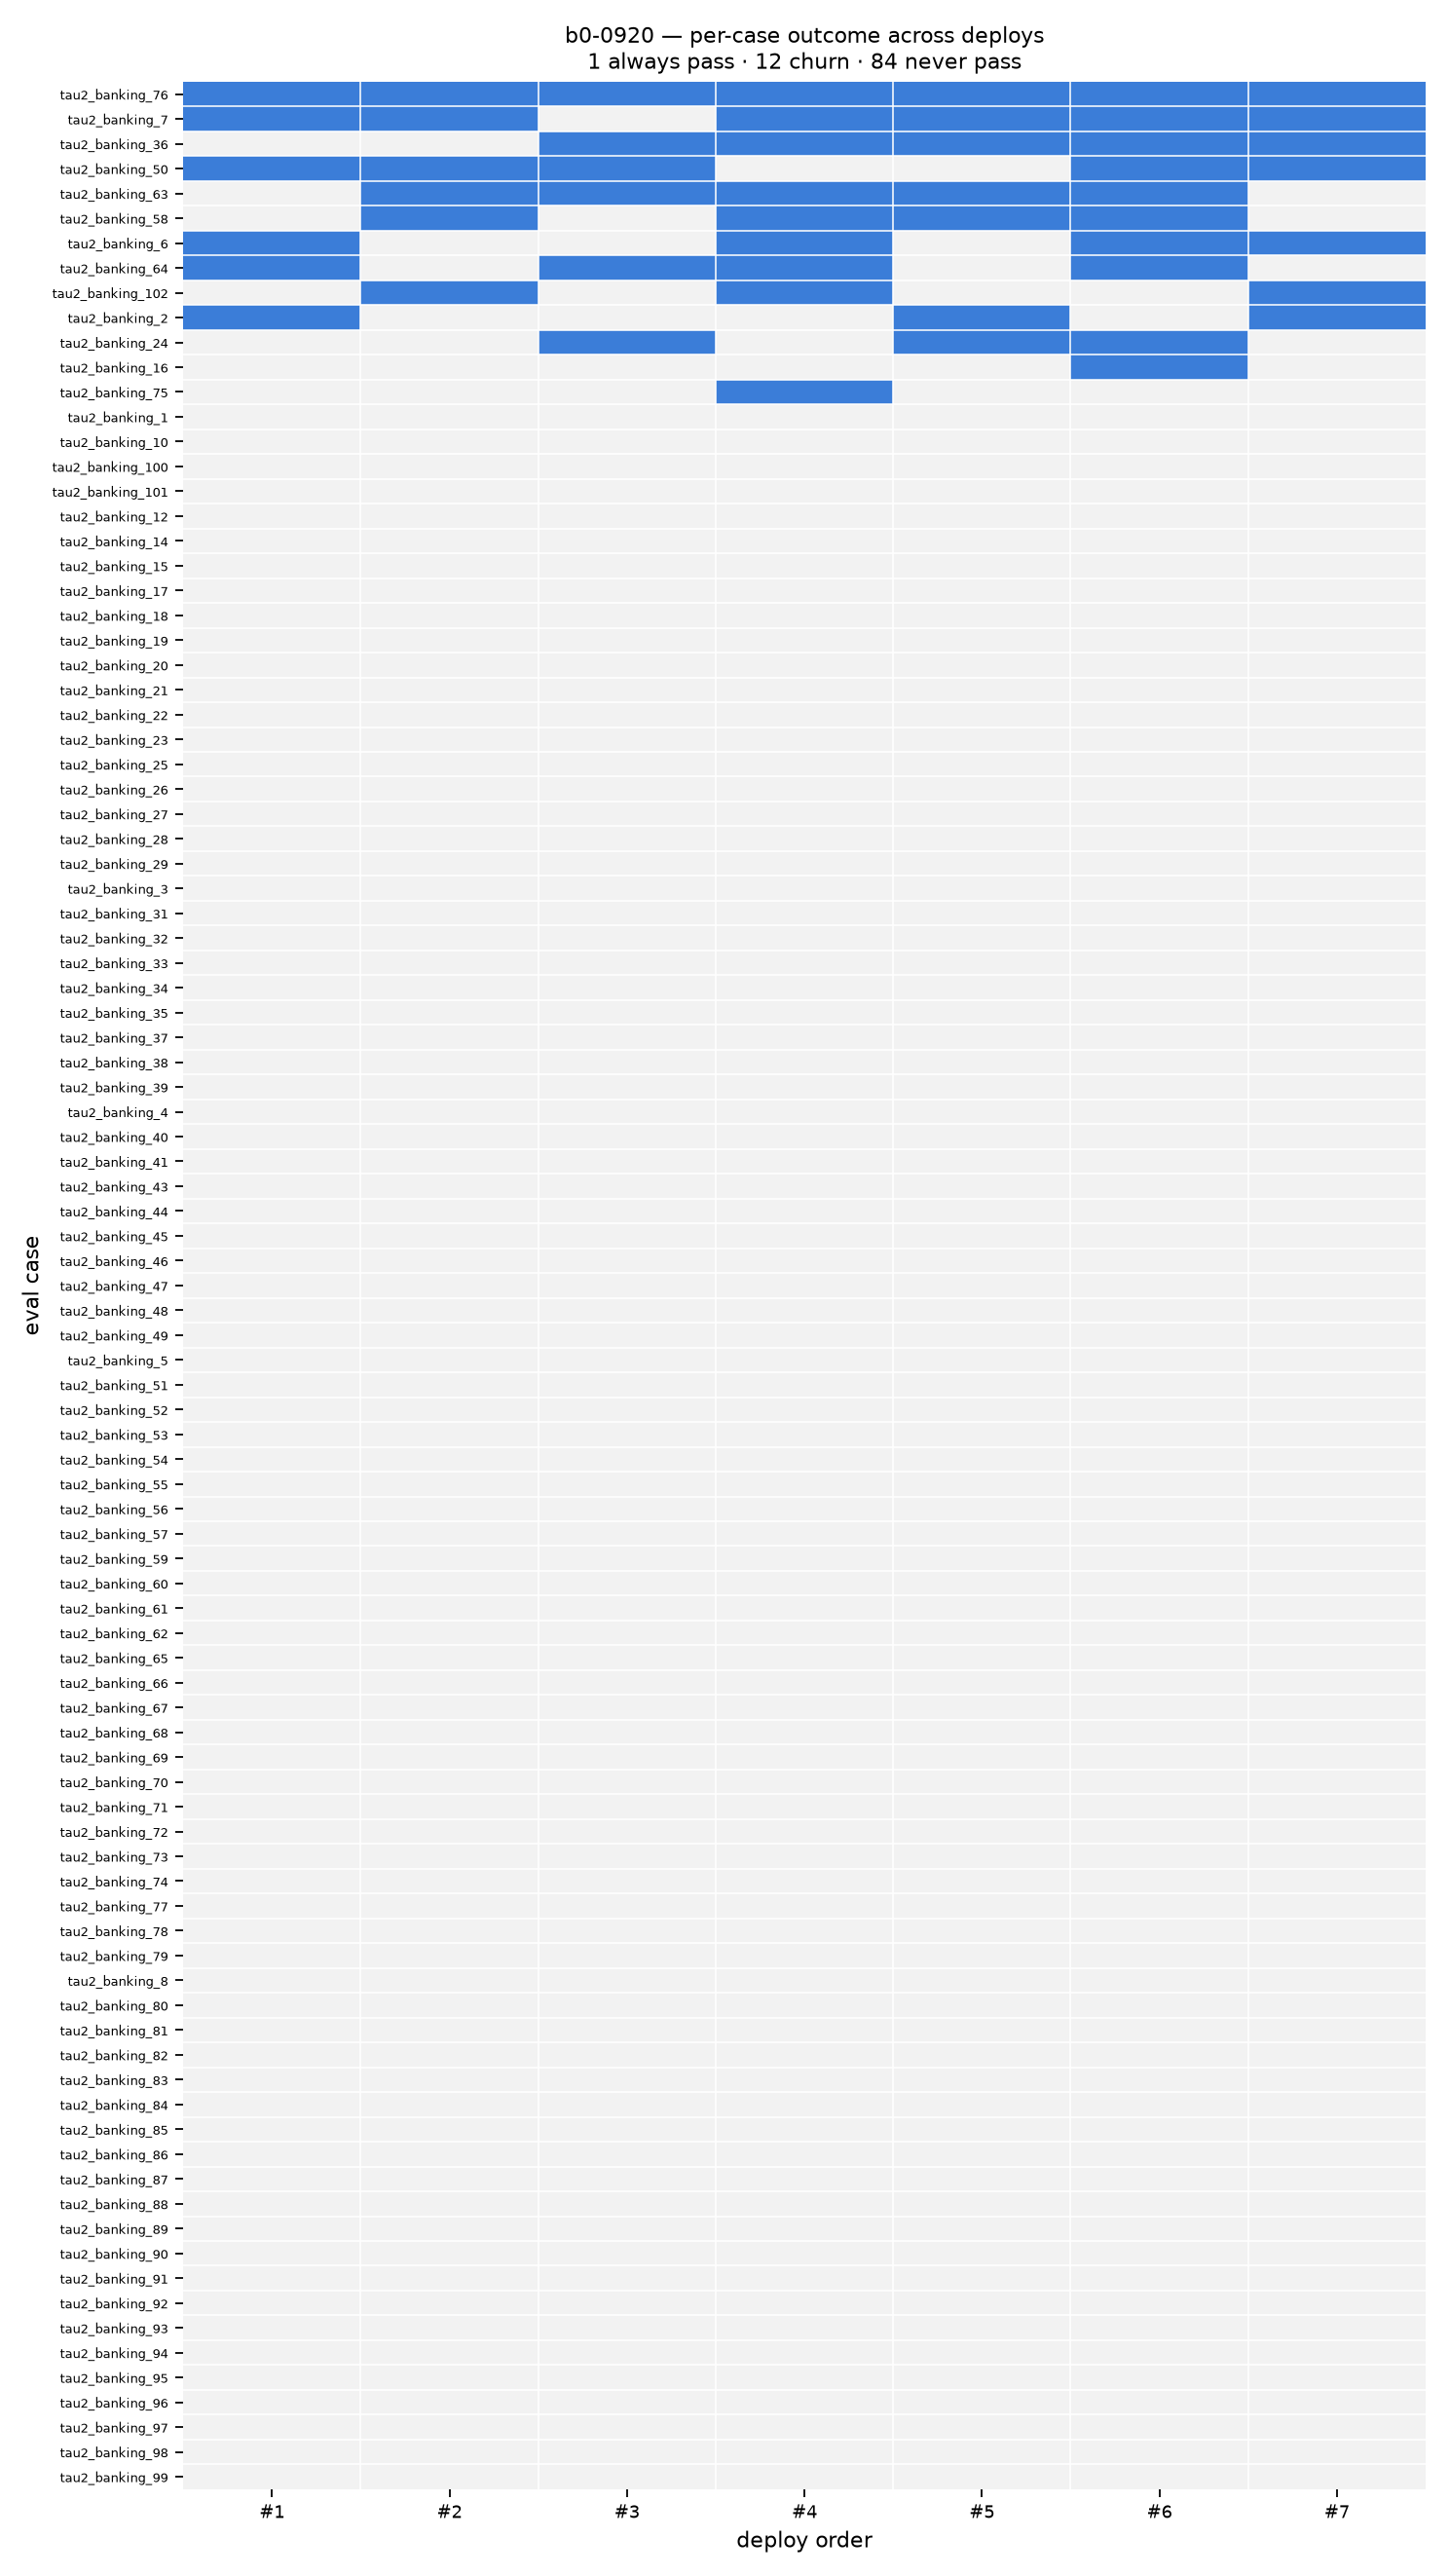 b0-0920 — per-case outcome across deploys
1 always pass · 12 churn · 84 never pass
tau2_banking_76
tau2_banking_7
tau2_banking_36
tau2_banking_50
tau2_banking_63
tau2_banking_58
tau2_banking_6
tau2_banking_64
tau2_banking_102
tau2_banking_2
tau2_banking_24
tau2_banking_16
tau2_banking_75
tau2_banking_1
tau2_banking_10
tau2_banking_100
tau2_banking_101
tau2_banking_12
tau2_banking_14
tau2_banking_15
tau2_banking_17
tau2_banking_18
tau2_banking_19
tau2_banking_20
tau2_banking_21
tau2_banking_22
tau2_banking_23
tau2_banking_25
tau2_banking_26
tau2_banking_27
tau2_banking_28
tau2_banking_29
tau2_banking_3
tau2_banking_31
tau2_banking_32
tau2_banking_33
tau2_banking_34
tau2_banking_35
tau2_banking_37
tau2_banking_38
tau2_banking_39
tau2_banking_4
tau2_banking_40
tau2_banking_41
tau2_banking_43
tau2_banking_44
tau2_banking_45
tau2_banking_46
tau2_banking_47
tau2_banking_48
tau2_banking_49
tau2_banking_5
tau2_banking_51
tau2_banking_52
tau2_banking_53
tau2_banking_54
tau2_banking_55
tau2_banking_56
tau2_banking_57
tau2_banking_59
tau2_banking_60
tau2_banking_61
tau2_banking_62
tau2_banking_65
tau2_banking_66
tau2_banking_67
tau2_banking_68
tau2_banking_69
tau2_banking_70
tau2_banking_71
tau2_banking_72
tau2_banking_73
tau2_banking_74
tau2_banking_77
tau2_banking_78
tau2_banking_79
tau2_banking_8
tau2_banking_80
tau2_banking_81
tau2_banking_82
tau2_banking_83
tau2_banking_84
tau2_banking_85
tau2_banking_86
tau2_banking_87
tau2_banking_88
tau2_banking_89
tau2_banking_90
tau2_banking_91
tau2_banking_92
tau2_banking_93
tau2_banking_94
tau2_banking_95
tau2_banking_96
tau2_banking_97
tau2_banking_98
tau2_banking_99
eval case
#1 #2 #3 #4 #5 #6 #7
deploy order